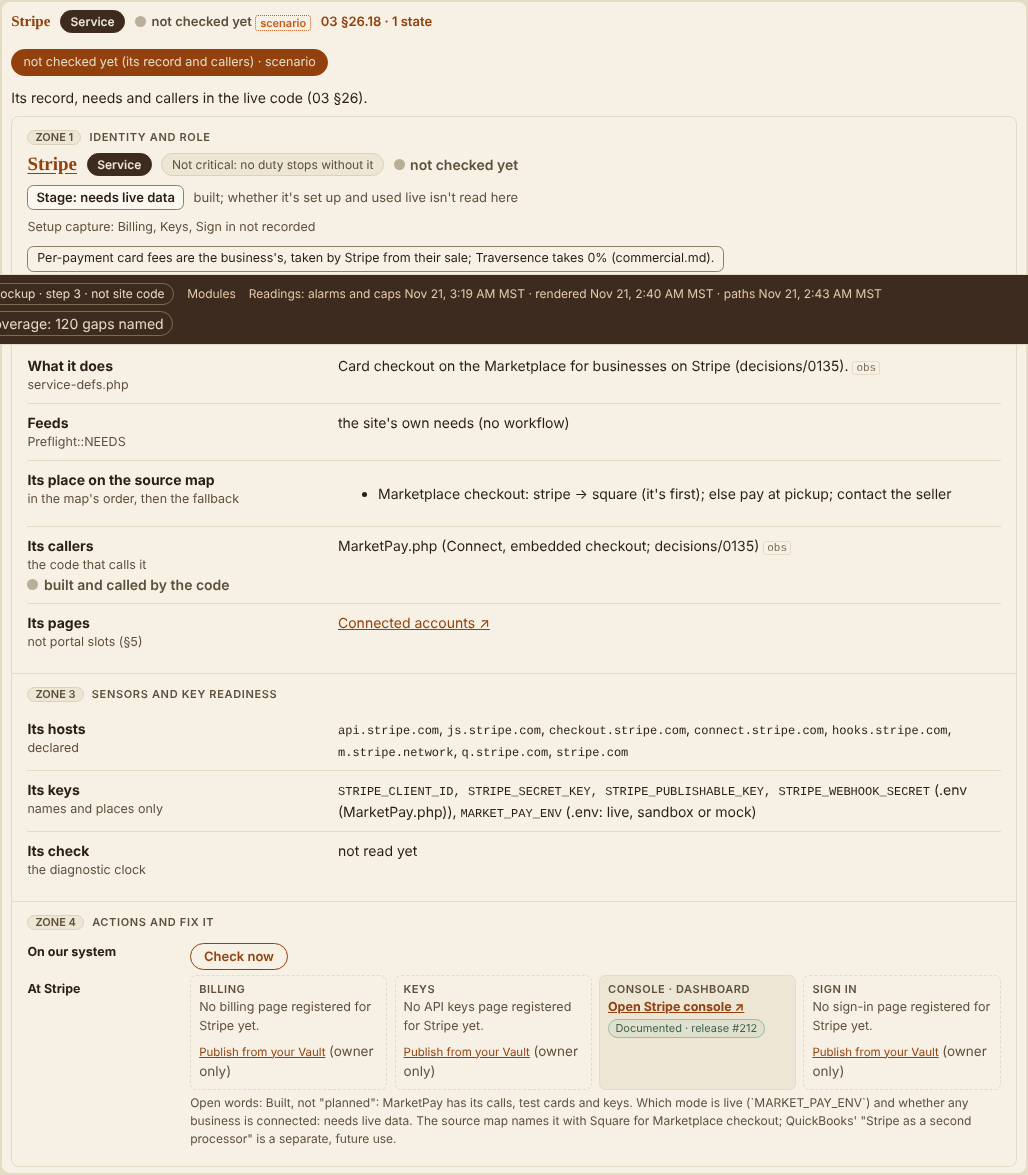 Stripe Service not checked yet scenario 03 §26.18 · 1 state
not checked yet (its record and callers) · scenario
Its record, needs and callers in the live code (03 §26).
ZONE 1 IDENTITY AND ROLE
Stripe Service Not critical: no duty stops without it not checked yet
Stage: needs live data built; whether it's set up and used live isn't read here
Setup capture: Billing, Keys, Sign in not recorded
Per-payment card fees are the business's, taken by Stripe from their sale; Traversence takes 0% (commercial.md).
ockup · step 3 · not site code Modules Readings: alarms and caps Nov 21, 3:19 AM MST · rendered Nov 21, 2:40 AM MST · paths Nov 21, 2:43 AM MST
overage: 120 gaps named
What it does Card checkout on the Marketplace for businesses on Stripe (decisions/0135). obs
service-defs.php
Feeds the site's own needs (no workflow)
Preflight::NEEDS
Its place on the source map
in the map's order, then the fallback • Marketplace checkout: stripe → square (it's first); else pay at pickup; contact the seller
Its callers MarketPay.php (Connect, embedded checkout; decisions/0135) obs
the code that calls it
built and called by the code
Its pages Connected accounts ↗
not portal slots (§5)
ZONE 3 SENSORS AND KEY READINESS
Its hosts api.stripe.com, js.stripe.com, checkout.stripe.com, connect.stripe.com, hooks.stripe.com,
declared m.stripe.network, q.stripe.com, stripe.com
Its keys STRIPE_CLIENT_ID, STRIPE_SECRET_KEY, STRIPE_PUBLISHABLE_KEY, STRIPE_WEBHOOK_SECRET (.env
names and places only (MarketPay.php)), MARKET_PAY_ENV (.env: live, sandbox or mock)
Its check not read yet
the diagnostic clock
ZONE 4 ACTIONS AND FIX IT
On our system Check now
At Stripe
BILLING
No billing page registered for
Stripe yet.
Publish from your Vault (owner
only)
KEYS
No API keys page registered
for Stripe yet.
Publish from your Vault (owner
only)
CONSOLE · DASHBOARD
Open Stripe console ↗
Documented · release #212
SIGN IN
No sign-in page registered for
Stripe yet.
Publish from your Vault (owner
only)
Open words: Built, not "planned": MarketPay has its calls, test cards and keys. Which mode is live (`MARKET_PAY_ENV`) and whether any
business is connected: needs live data. The source map names it with Square for Marketplace checkout; QuickBooks' "Stripe as a second
processor" is a separate, future use.